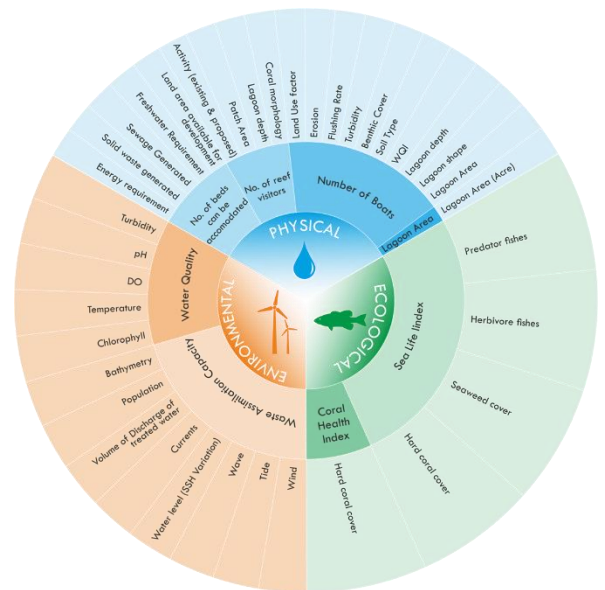 PHYSICAL
ECOLOGICAL
ENVIRONMENTAL
No. of beds
can be
accomodated
No. of reef
visitors
Number of Boats
Lagoon Area
Sea Life Iindex
Coral
Health
Index
Waste Assimilation Capacity
Water Quality
Energy requirement
Solid waste generated
Sewage Generated
Freshwater Requirement
Land area available for
development
Activity (existing & proposed)
Patch Area
Lagoon depth
Coral morphology
Land Use factor
Erosion
Flushing Rate
Turbidity
Benthic Cover
Soil Type
WQI
Lagoon depth
Lagoon shape
Lagoon Area
Lagoon Area (Acre)
Predator fishes
Herbivore fishes
Seaweed cover
Hard coral cover
Hard coral cover
Wind
Tide
Wave
Water level (SSH Variation)
Currents
Volume of Discharge of
treated water
Population
Bathymetry
Chlorophyll
Temperature
DO
pH
Turbidity